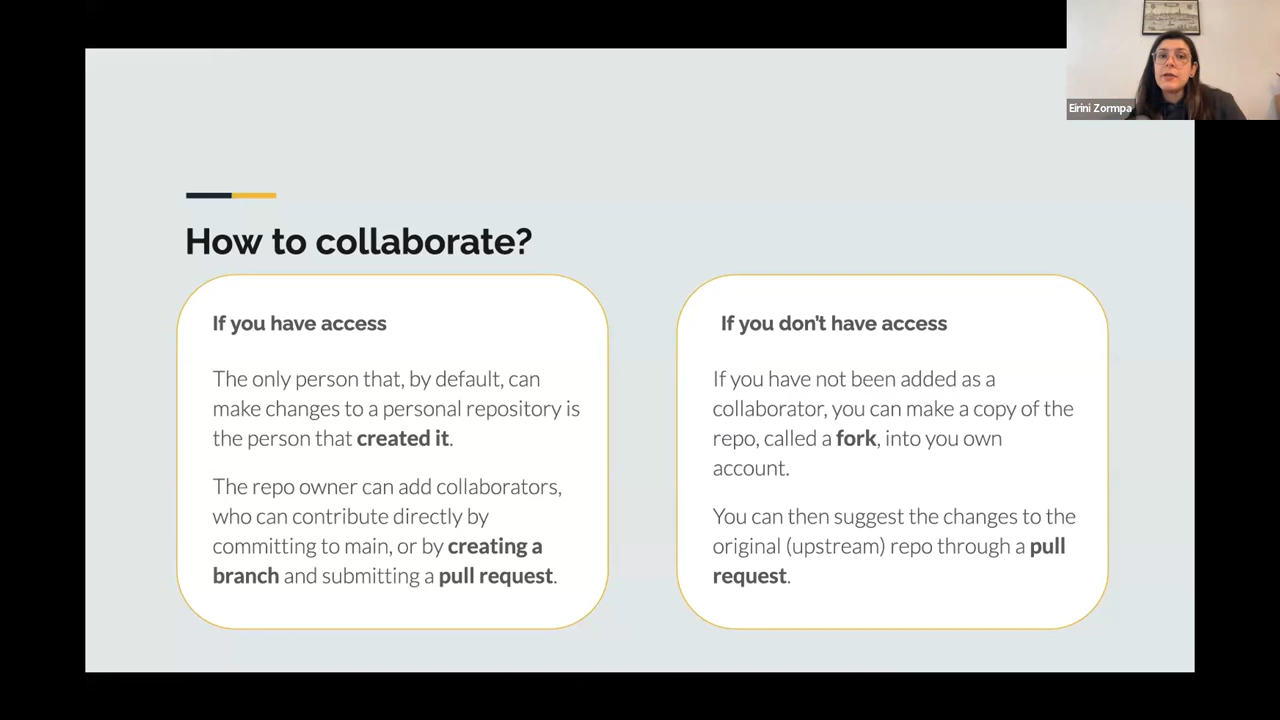 Eirini Zormpa
How to collaborate?
If you have access
The only person that, by default, can
make changes to a personal repository is
the person that created it.
The repo owner can add collaborators,
who can contribute directly by
committing to main, or by creating a
branch and submitting a pull request.
If you don't have access
If you have not been added as a
collaborator, you can make a copy of the
repo, called a fork, into you own
account.
You can then suggest the changes to the
original (upstream) repo through a pull
request.